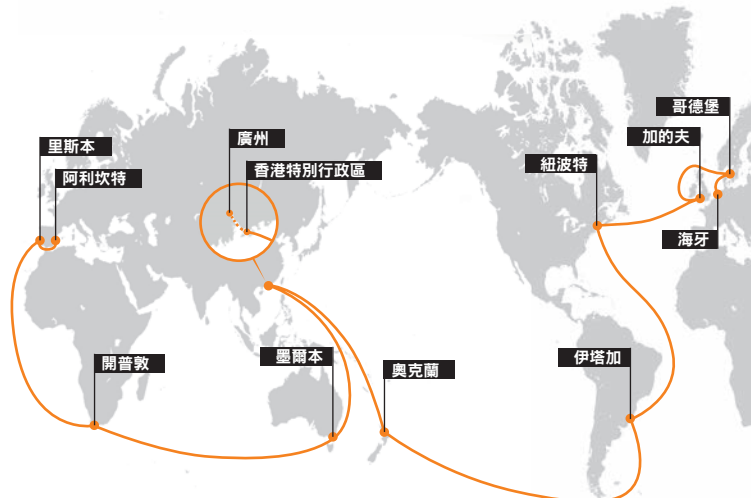 里斯本
阿利坎特
廣州
香港特別行政區
開普敦
墨爾本
奧克蘭
紐波特
伊塔加
加的夫
哥德堡
海牙